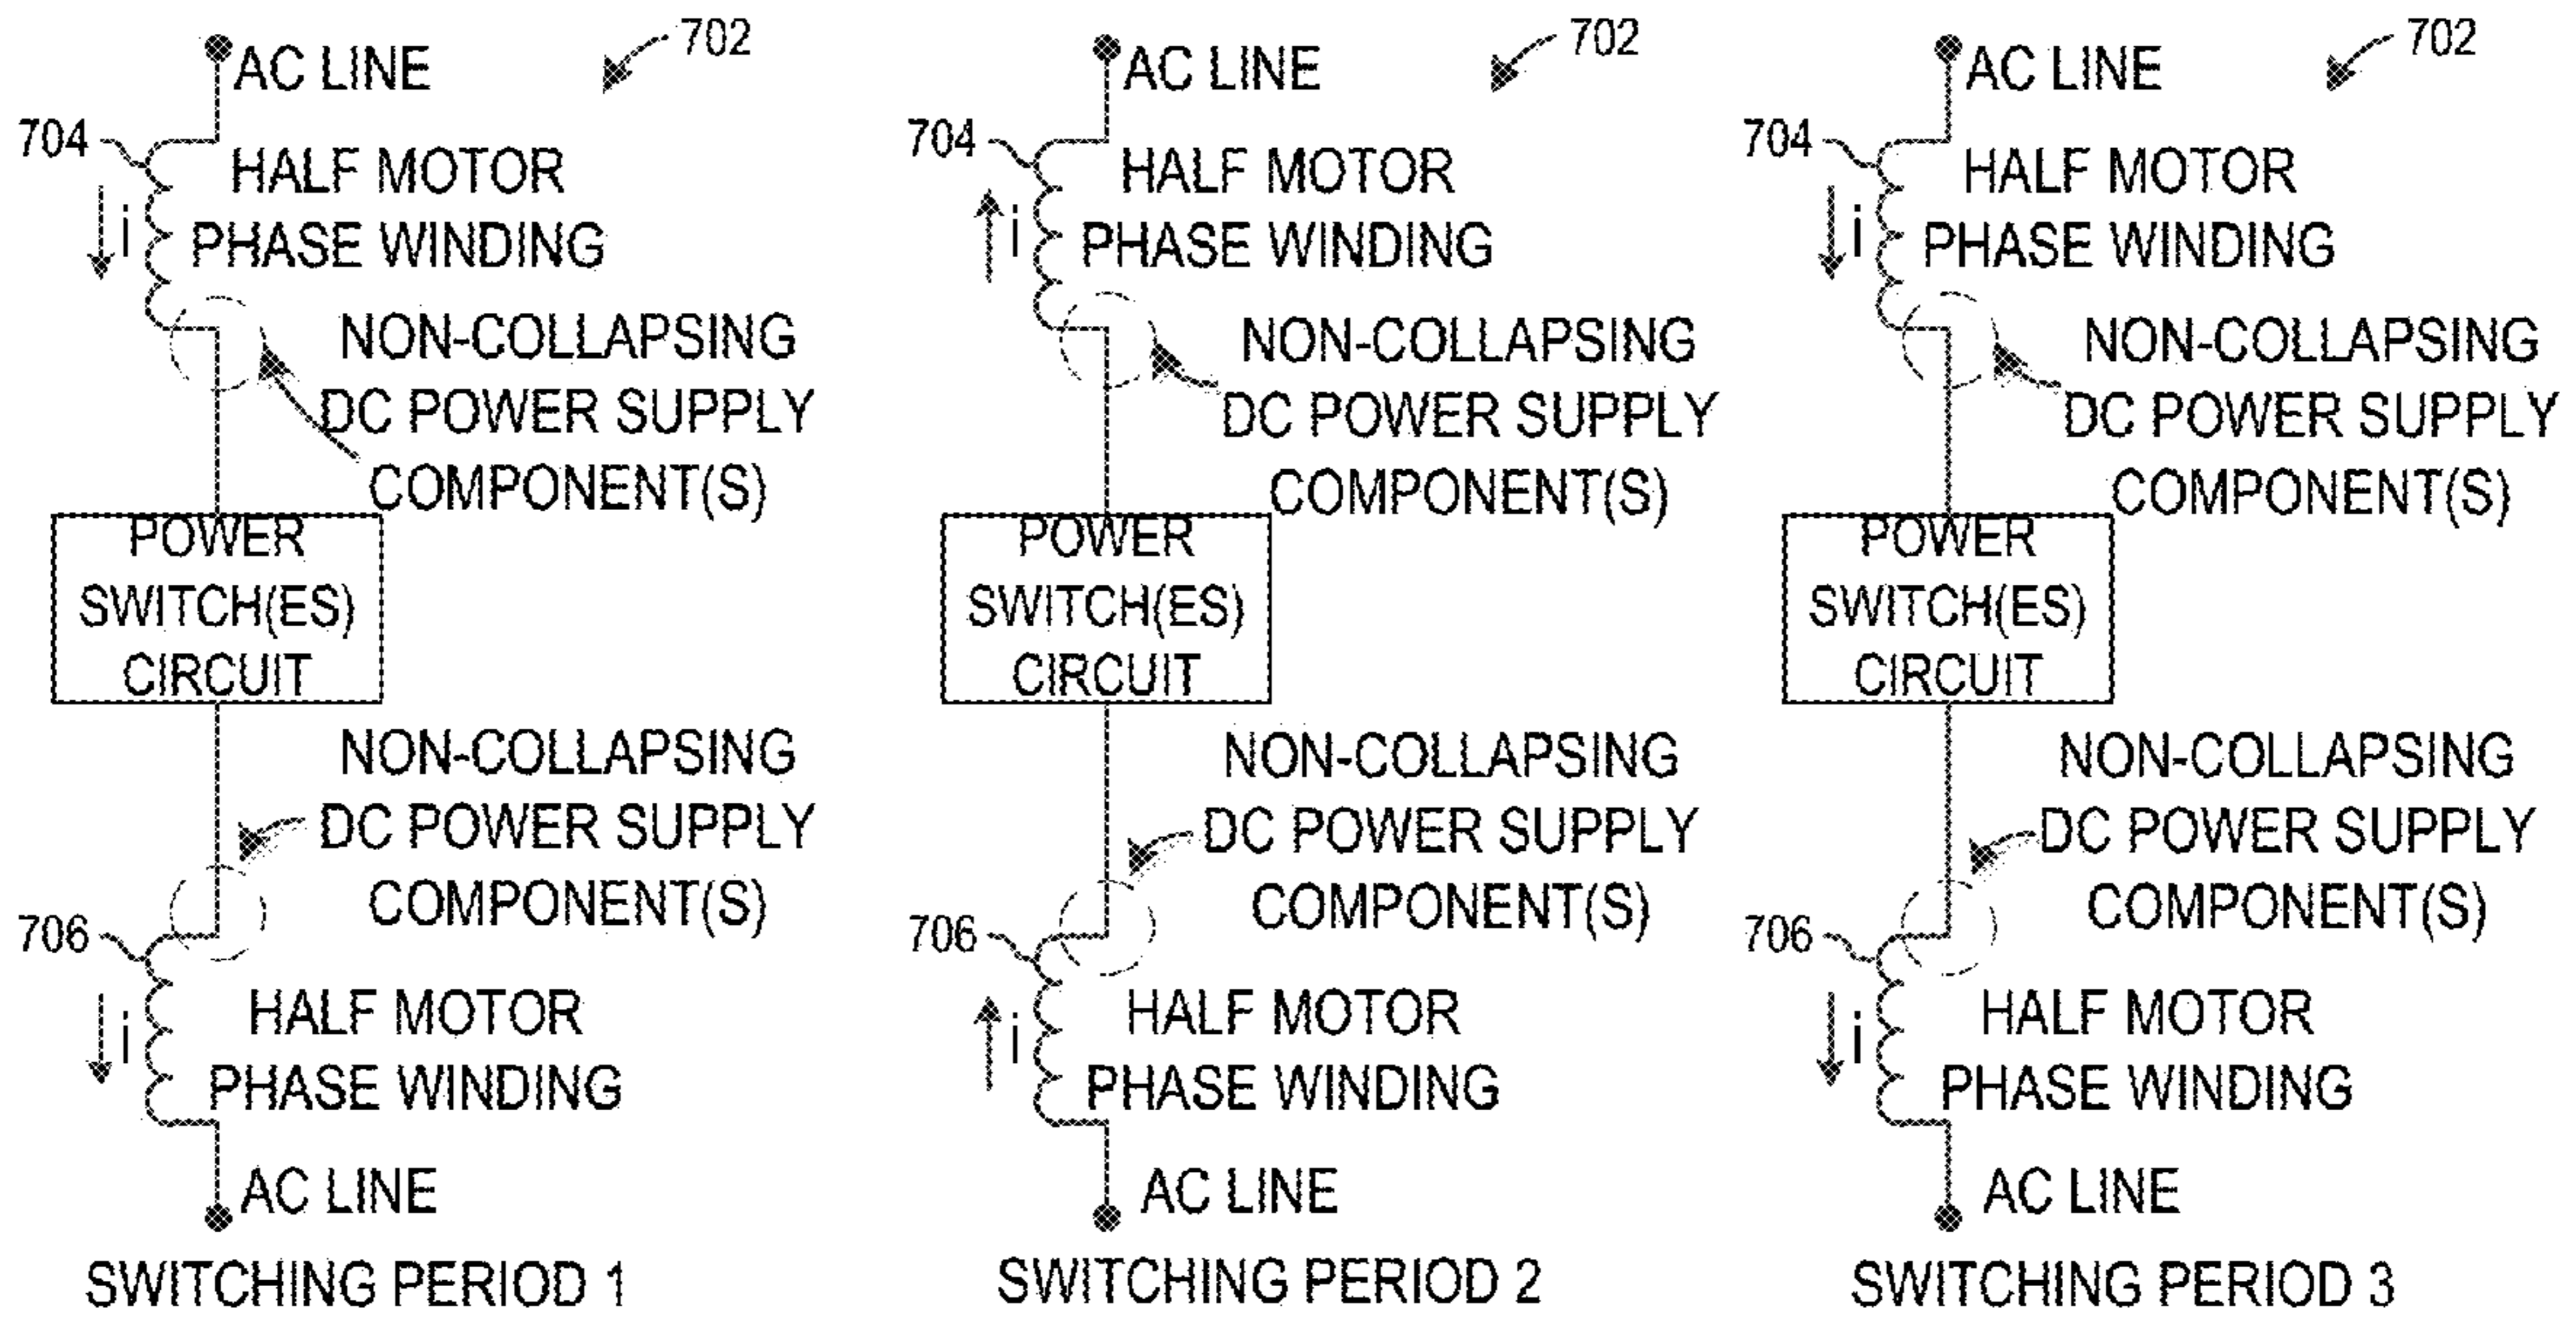 AC LINE
702
704
HALF MOTOR
PHASE WINDING
i
NON-COLLAPSING
DC POWER SUPPLY
COMPONENT(S)
POWER
SWITCH(ES)
CIRCUIT
NON-COLLAPSING
DC POWER SUPPLY
COMPONENT(S)
706
HALF MOTOR
i
PHASE WINDING
AC LINE
SWITCHING PERIOD 1
AC LINE
702
704
HALF MOTOR
PHASE WINDING
i
NON-COLLAPSING
DC POWER SUPPLY
COMPONENT(S)
POWER
SWITCH(ES)
CIRCUIT
NON-COLLAPSING
DC POWER SUPPLY
COMPONENT(S)
706
HALF MOTOR
i
PHASE WINDING
AC LINE
SWITCHING PERIOD 2
AC LINE
702
704
HALF MOTOR
PHASE WINDING
i
NON-COLLAPSING
DC POWER SUPPLY
COMPONENT(S)
POWER
SWITCH(ES)
CIRCUIT
NON-COLLAPSING
DC POWER SUPPLY
COMPONENT(S)
706
HALF MOTOR
i
PHASE WINDING
AC LINE
SWITCHING PERIOD 3